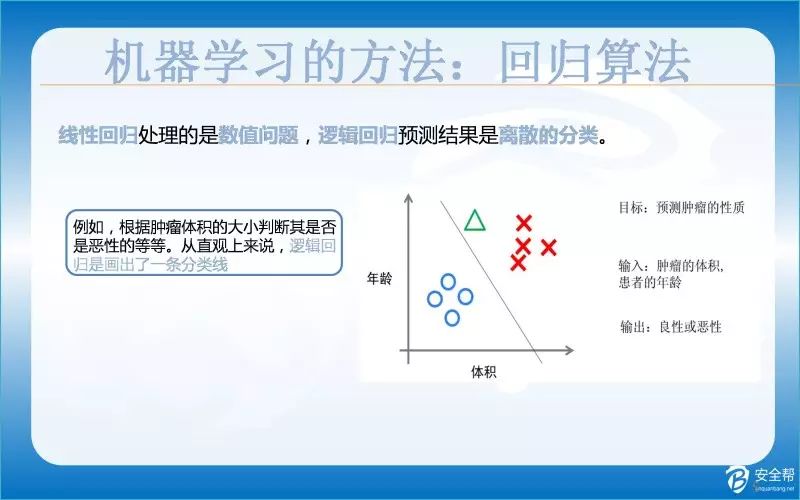 机器学习的方法：回归算法
线性回归处理的是数值问题，逻辑回归预测结果是离散的分类。
例如，根据肿瘤体积的大小判断其是否
是恶性的等等。从直观上来说，逻辑回
归是画出了一条分类线
年龄
体积
目标：预测肿瘤的性质
输入：肿瘤的体积,
患者的年龄
输出：良性或恶性
安全帮